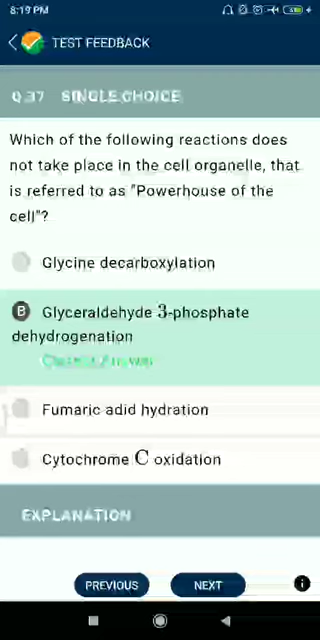 8:19 PM
TEST FEEDBACK
Q.37 SINGLE CHOICE
Which of the following reactions does
not take place in the cell organelle, that
is referred to as "Powerhouse of the
cell"?
Glycine decarboxylation
B Glyceraldehyde 3-phosphate
dehydrogenation
Fumaric adid hydration
Cytochrome C oxidation
EXPLANATION
PREVIOUS NEXT